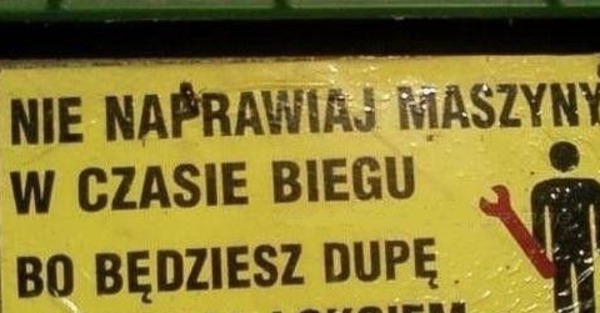 NIE NAPRAWIAJ MASZYNY
W CZASIE BIEGU
BO BĘDZIESZ DUPĘ